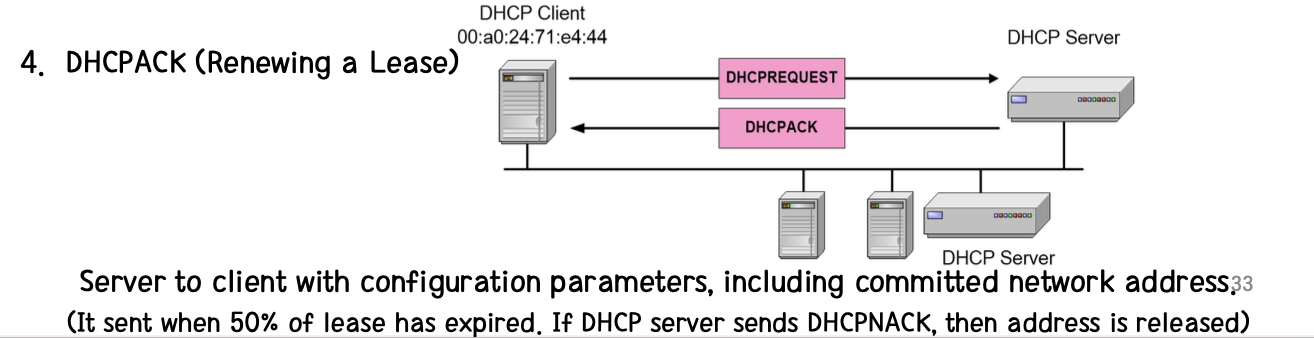 DHCP Client
00:a0:24:71:e4:44
DHCP Server
4. DHCPACK (Renewing a Lease)
DHCPREQUEST
DHCPACK
DHCP Server
Server to client with configuration parameters, including committed network address.
33
(It sent when 50% of lease has expired. If DHCP server sends DHCPNACK, then address is released)